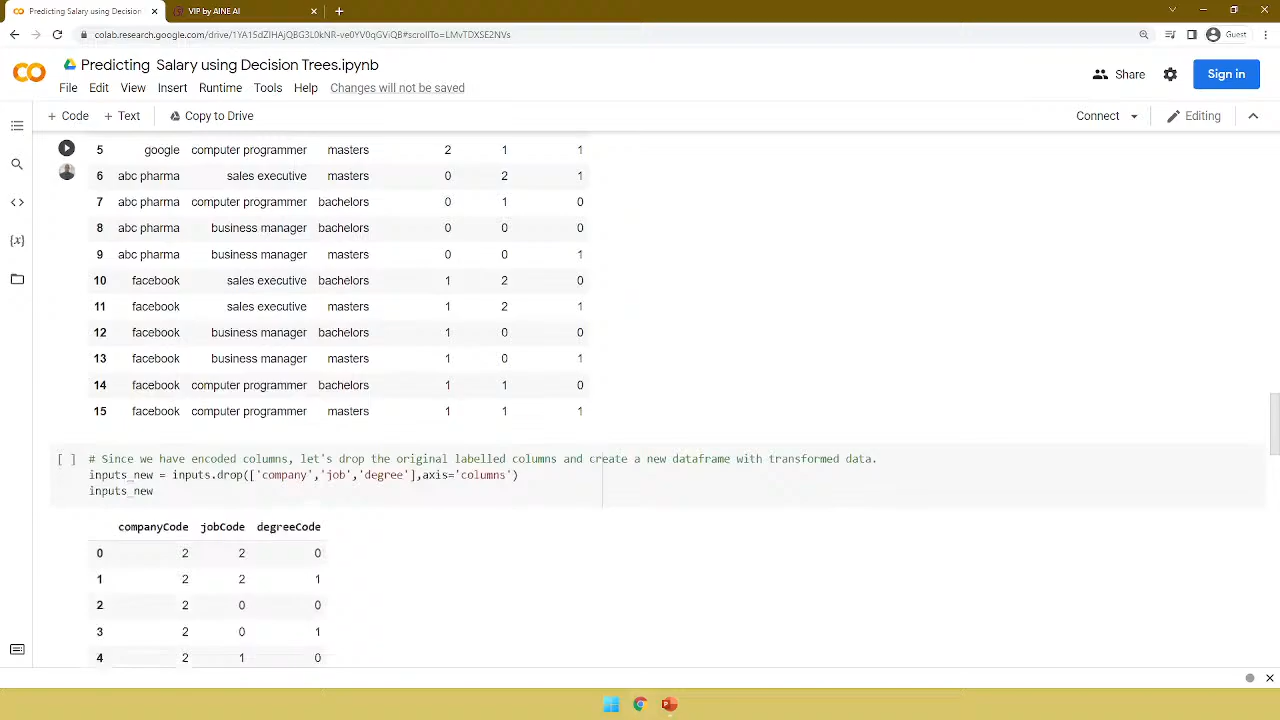 Predicting Salary using Decision
VIP by AINE AI
colab.research.google.com/drive/1YA15dZIHAjQBG3L0kNR-ve0YV0qGViQB#scrollTo=LMvTDXSE2NVs
Guest
CO
Predicting Salary using Decision Trees.ipynb
Share
Sign in
File Edit View Insert Runtime Tools Help Changes will not be saved
+ Code + Text Copy to Drive
Connect
Editing
5 google computer programmer masters 2 1 1
6 abc pharma sales executive masters 0 2 1
7 abc pharma computer programmer bachelors 0 1 0
8 abc pharma business manager bachelors 0 0 0
9 abc pharma business manager masters 0 0 1
10 facebook sales executive bachelors 1 2 0
11 facebook sales executive masters 1 2 1
12 facebook business manager bachelors 1 0 0
13 facebook business manager masters 1 0 1
14 facebook computer programmer bachelors 1 1 0
15 facebook computer programmer masters 1 1 1
[ ] # Since we have encoded columns, let's drop the original labelled columns and create a new dataframe with transformed data.
inputs_new = inputs.drop(['company','job','degree'],axis='columns')
inputs_new
companyCode jobCode degreeCode
0 2 2 0
1 2 2 1
2 2 0 0
3 2 0 1
4 2 1 0